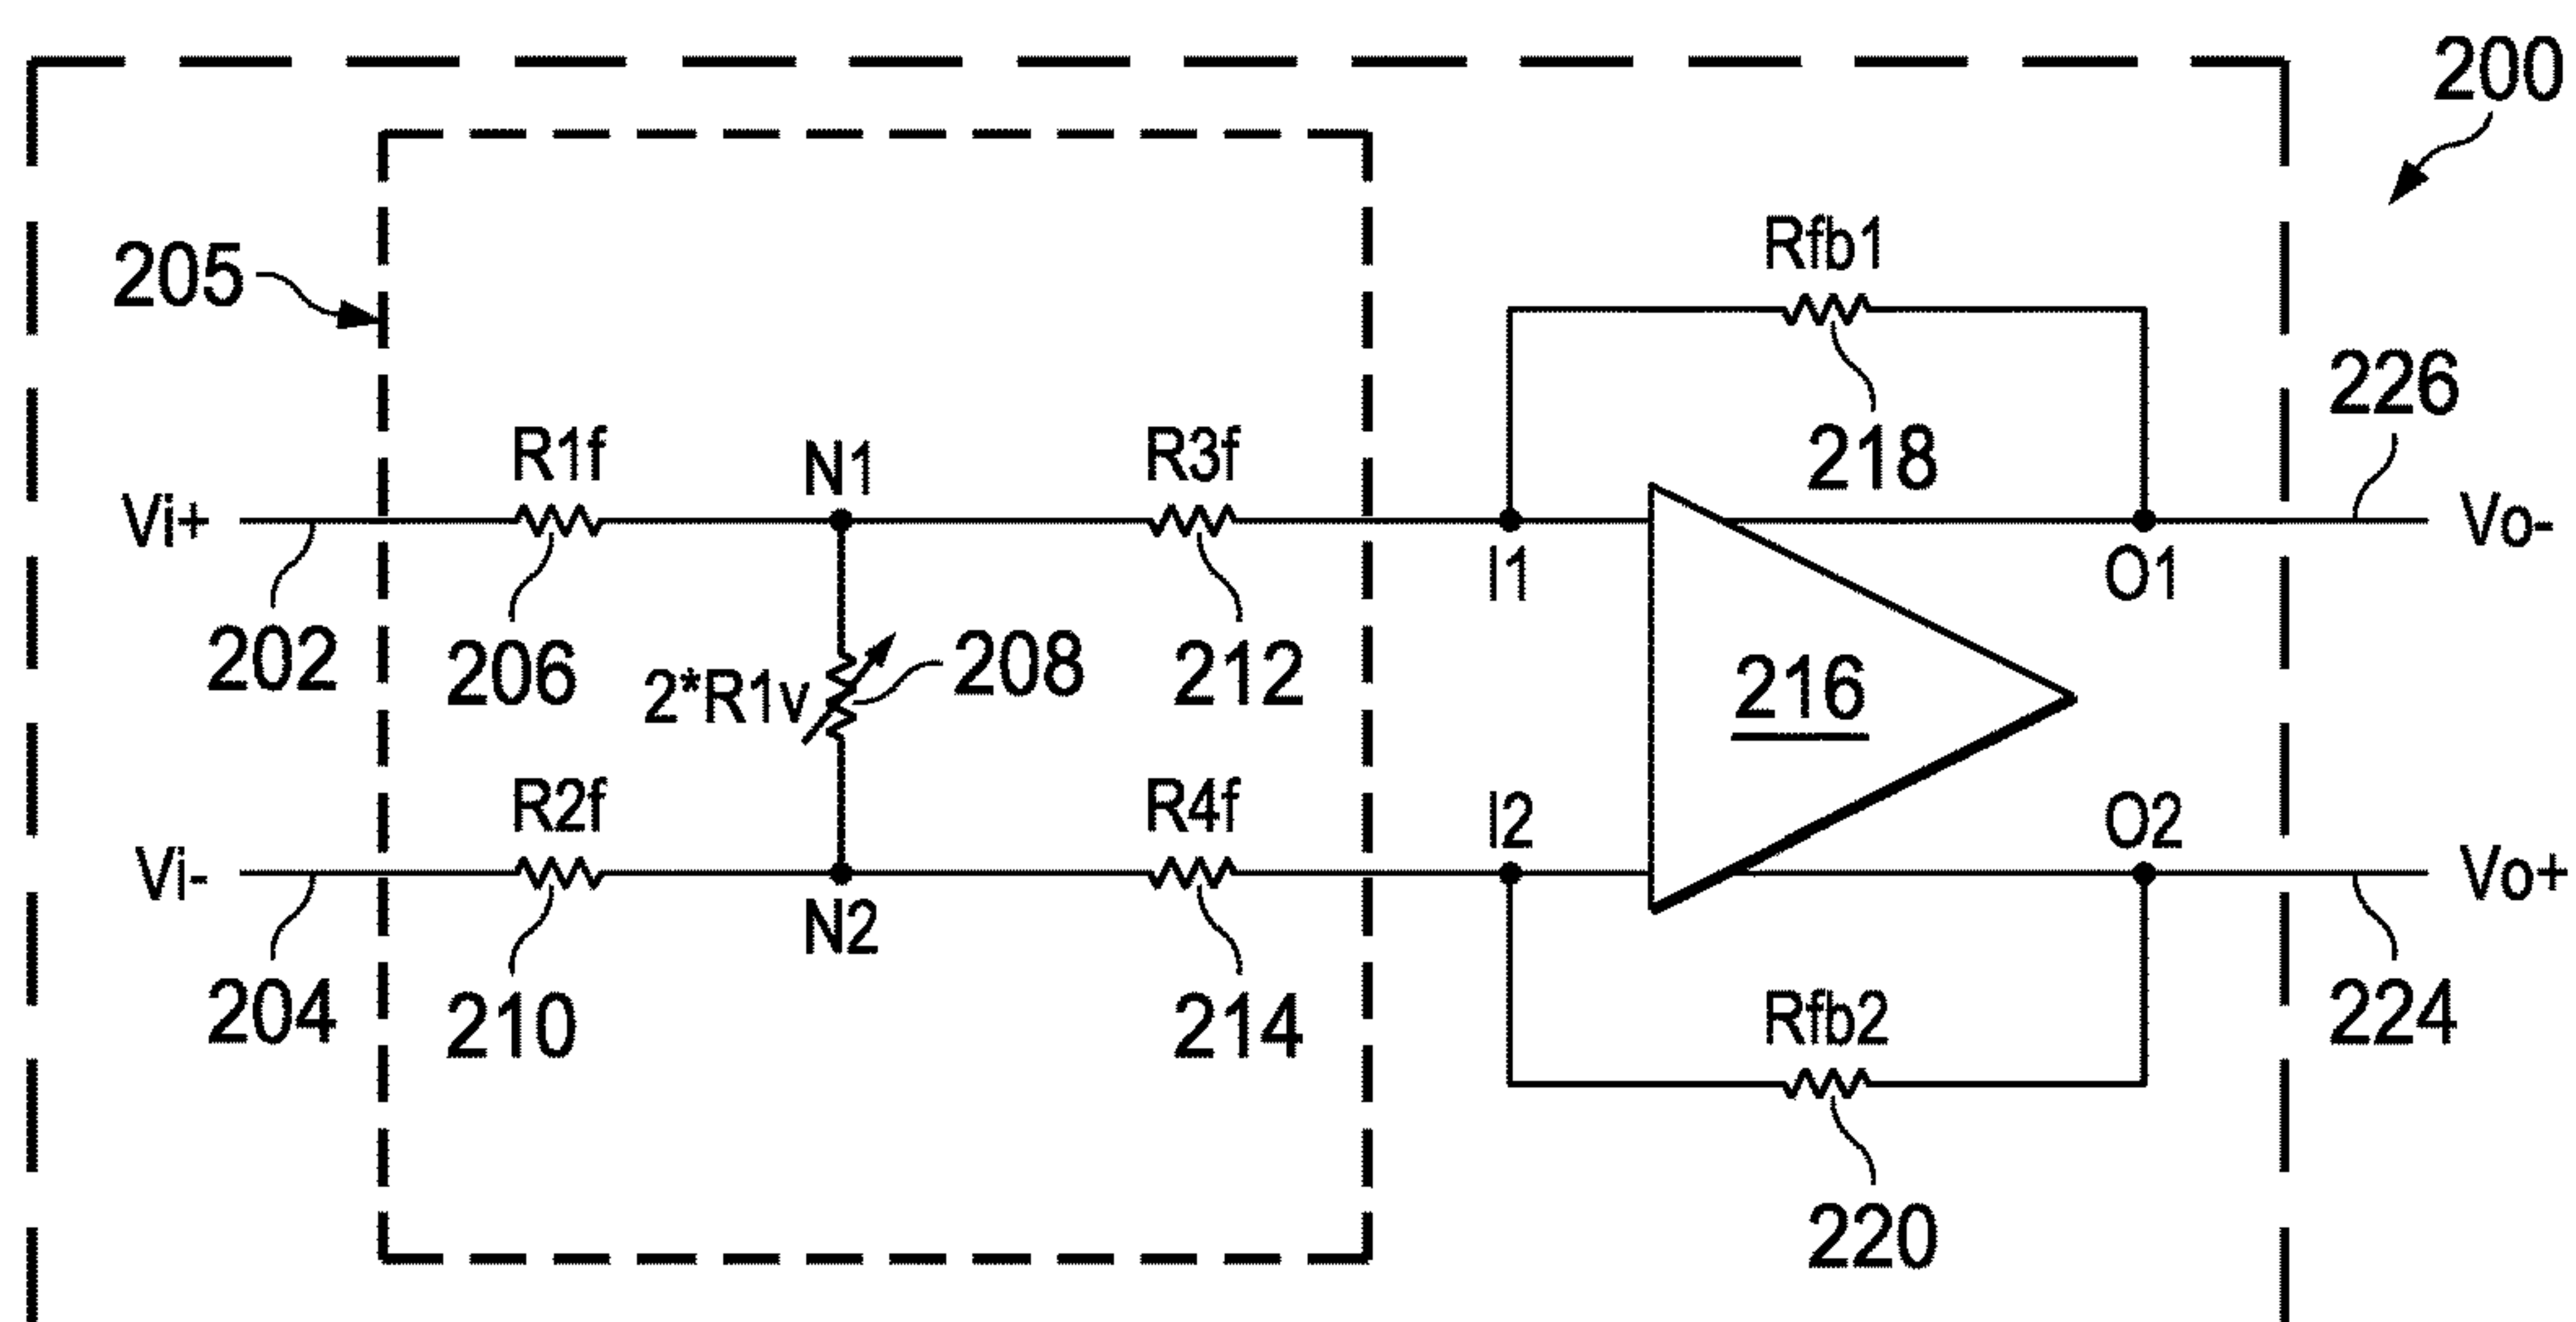 200
205
Rfb1
218
226
R1f
N1
R3f
Vi+
I1
O1
Vo-
202
206
2*R1v
208
212
216
R2f
R4f
I2
O2
Vi-
N2
Vo+
204
210
214
Rfb2
224
220